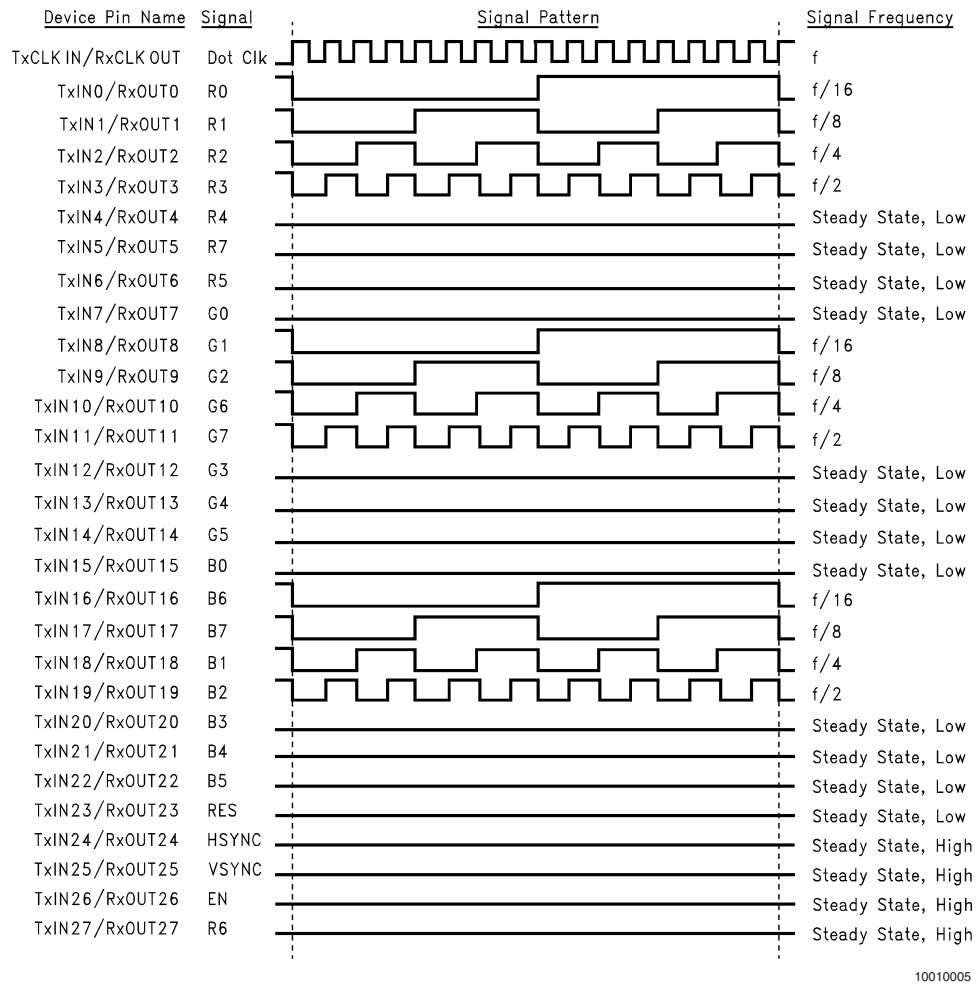 Device Pin Name Signal Signal Pattern Signal Frequency
TxCLK IN/RxCLK OUT Dot Clk f
TxIN0/RxOUT0 R0 f/16
TxIN1/RxOUT1 R1 f/8
TxIN2/RxOUT2 R2 f/4
TxIN3/RxOUT3 R3 f/2
TxIN4/RxOUT4 R4 Steady State, Low
TxIN5/RxOUT5 R7 Steady State, Low
TxIN6/RxOUT6 R5 Steady State, Low
TxIN7/RxOUT7 G0 Steady State, Low
TxIN8/RxOUT8 G1 f/16
TxIN9/RxOUT9 G2 f/8
TxIN10/RxOUT10 G6 f/4
TxIN11/RxOUT11 G7 f/2
TxIN12/RxOUT12 G3 Steady State, Low
TxIN13/RxOUT13 G4 Steady State, Low
TxIN14/RxOUT14 G5 Steady State, Low
TxIN15/RxOUT15 B0 Steady State, Low
TxIN16/RxOUT16 B6 f/16
TxIN17/RxOUT17 B7 f/8
TxIN18/RxOUT18 B1 f/4
TxIN19/RxOUT19 B2 f/2
TxIN20/RxOUT20 B3 Steady State, Low
TxIN21/RxOUT21 B4 Steady State, Low
TxIN22/RxOUT22 B5 Steady State, Low
TxIN23/RxOUT23 RES Steady State, Low
TxIN24/RxOUT24 HSYNC Steady State, High
TxIN25/RxOUT25 VSYNC Steady State, High
TxIN26/RxOUT26 EN Steady State, High
TxIN27/RxOUT27 R6 Steady State, High
10010005